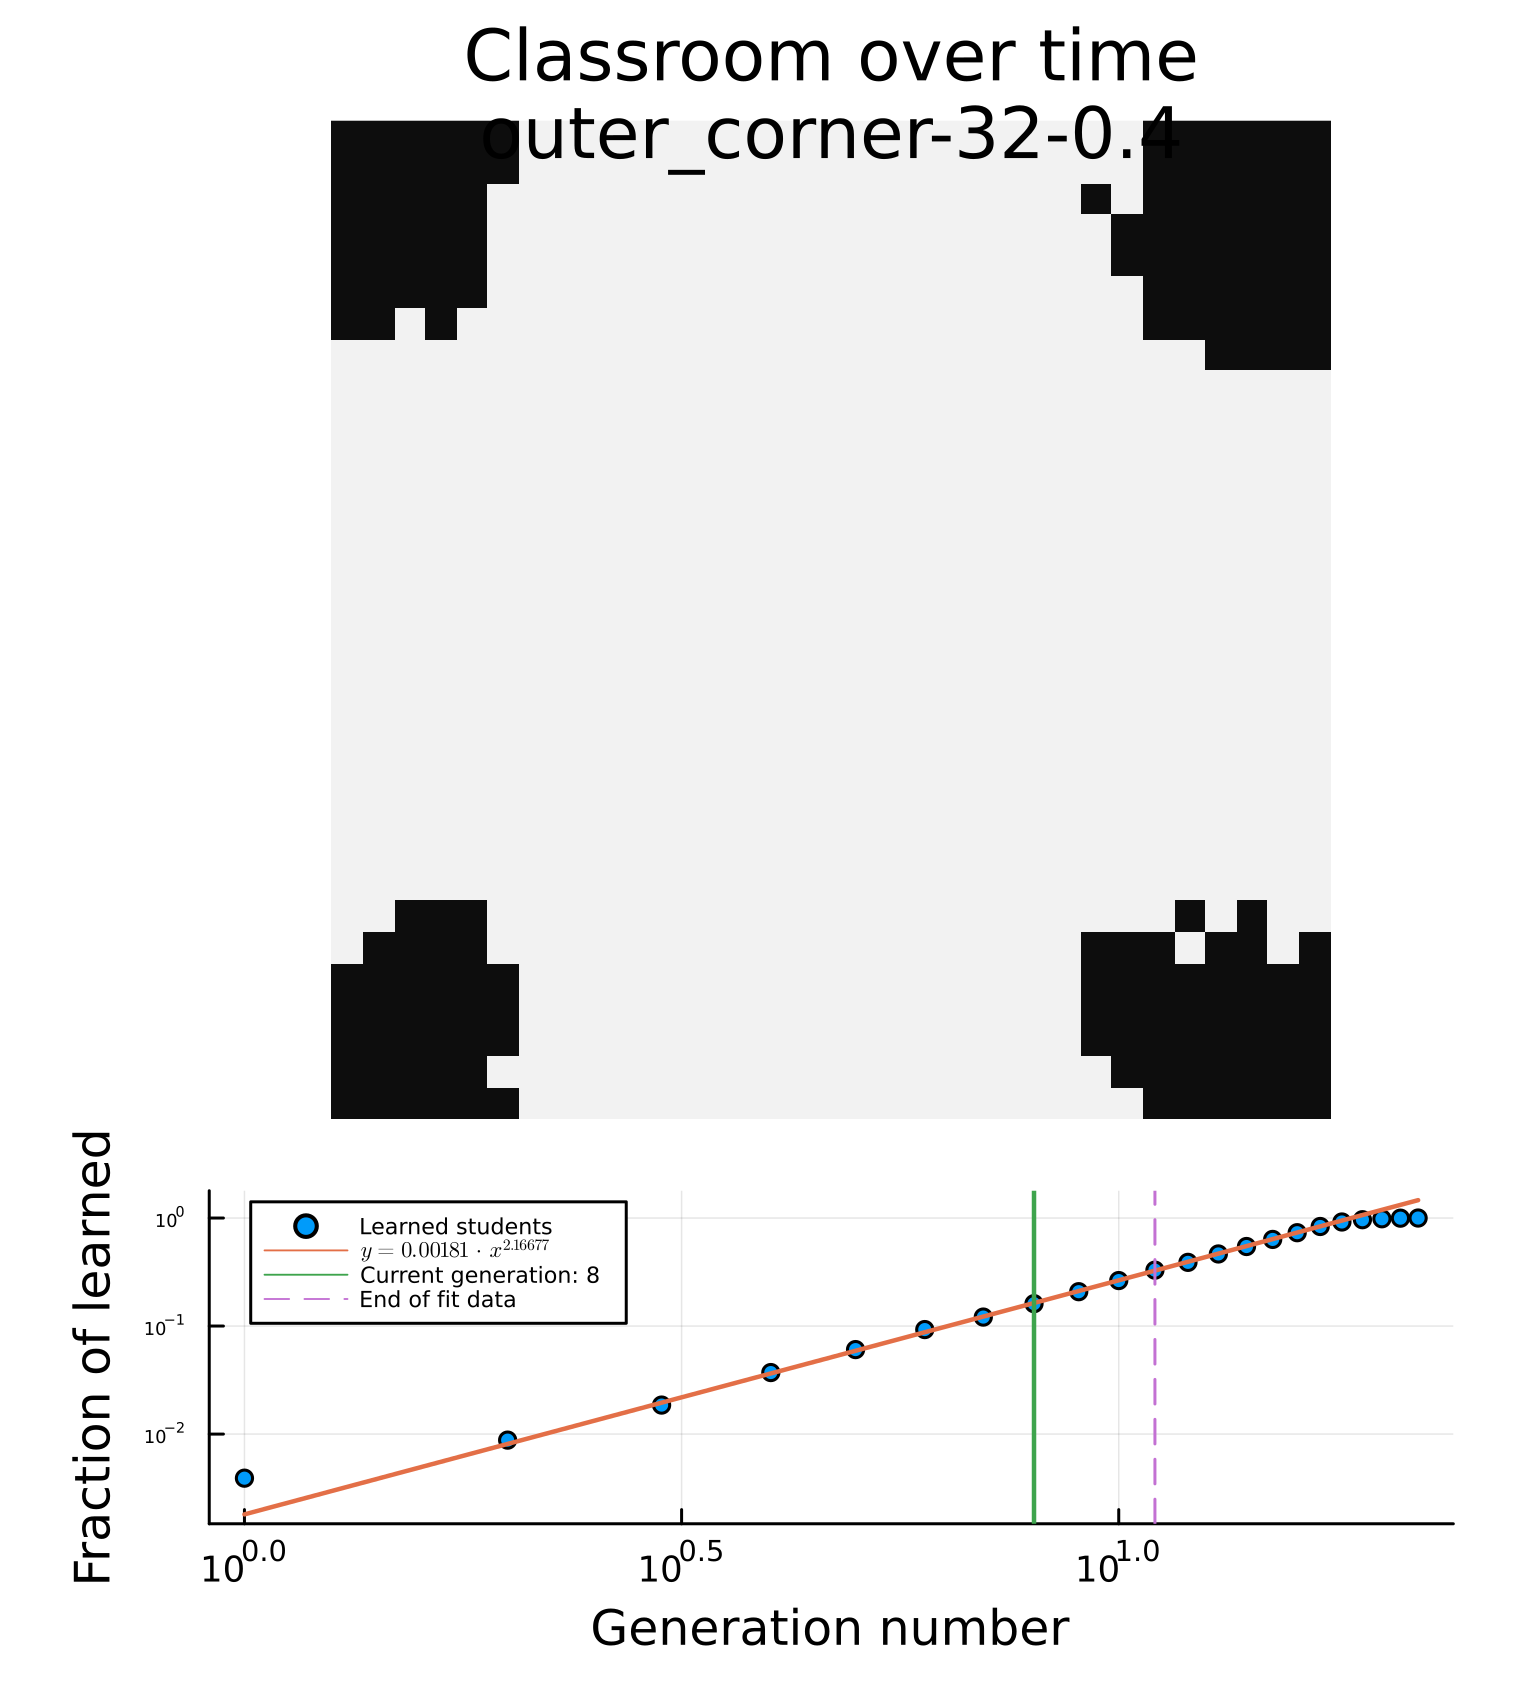 Classroom over time
outer_corner-32-0.4
Fraction of learned
10^0
10^−1
10^−2
Learned students
y = 0.00181 · x^2.16677
Current generation: 8
End of fit data
10^0.0 10^0.5 10^1.0
Generation number